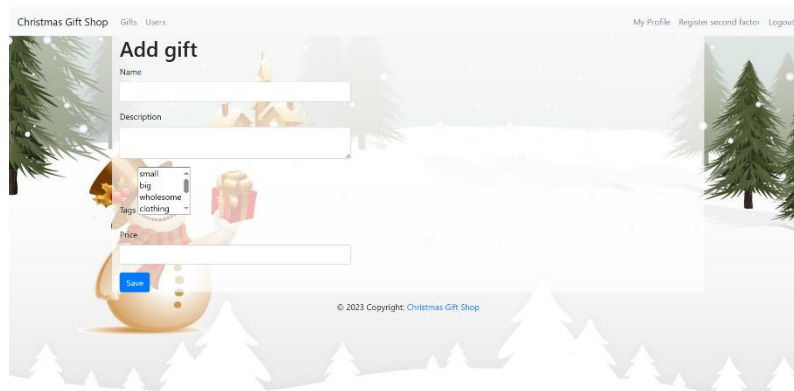 Christmas Gift Shop Gifts Users My Profile Register second factor Logout
Add gift
Name
Description
small
big
wholesome
Tags clothing
Price
Save
© 2023 Copyright: Christmas Gift Shop